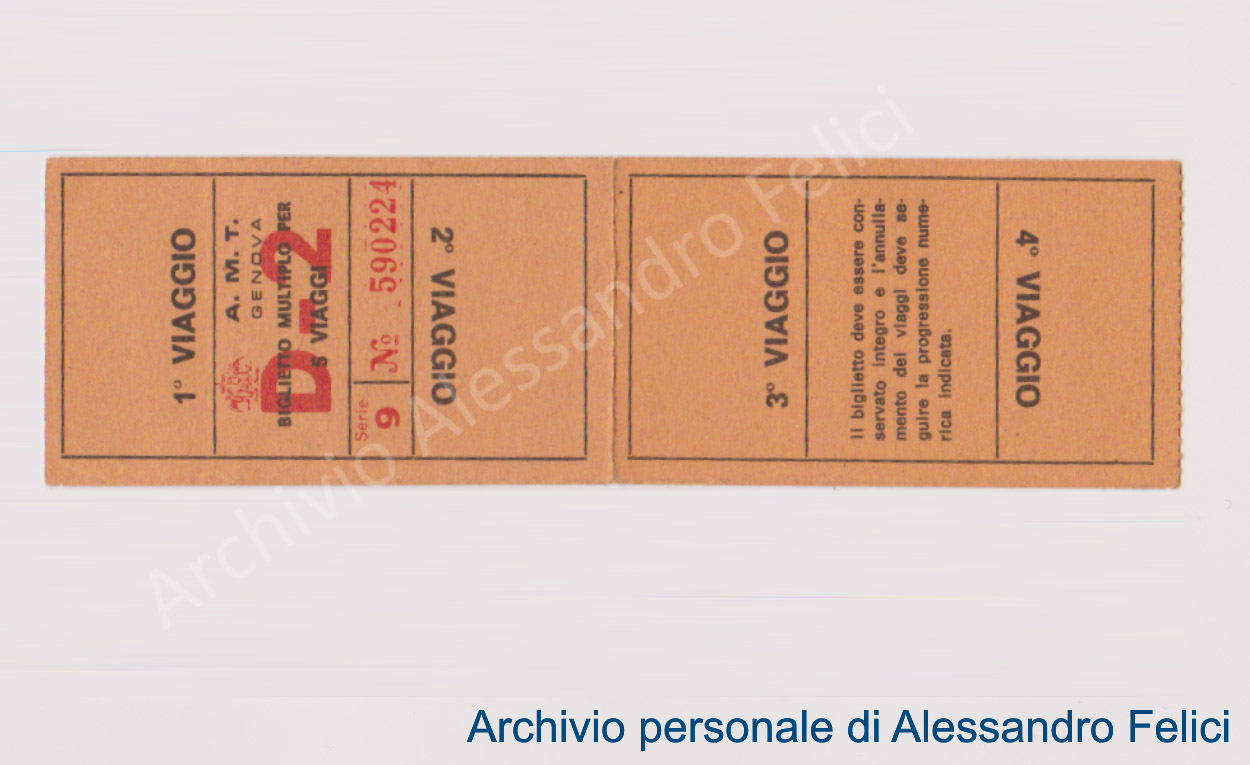 1° VIAGGIO
A. M. T.
GENOVA
BIGLIETTO MULTIPLO PER
5 VIAGGI
D-2
Serie
9
№ 590224
2° VIAGGIO
3° VIAGGIO
Il biglietto deve essere con-
servato integro e l'annulla-
mento dei viaggi deve se-
guire la progressione nume-
rica indicata.
4° VIAGGIO
Archivio Alessandro Felici
Archivio personale di Alessandro Felici